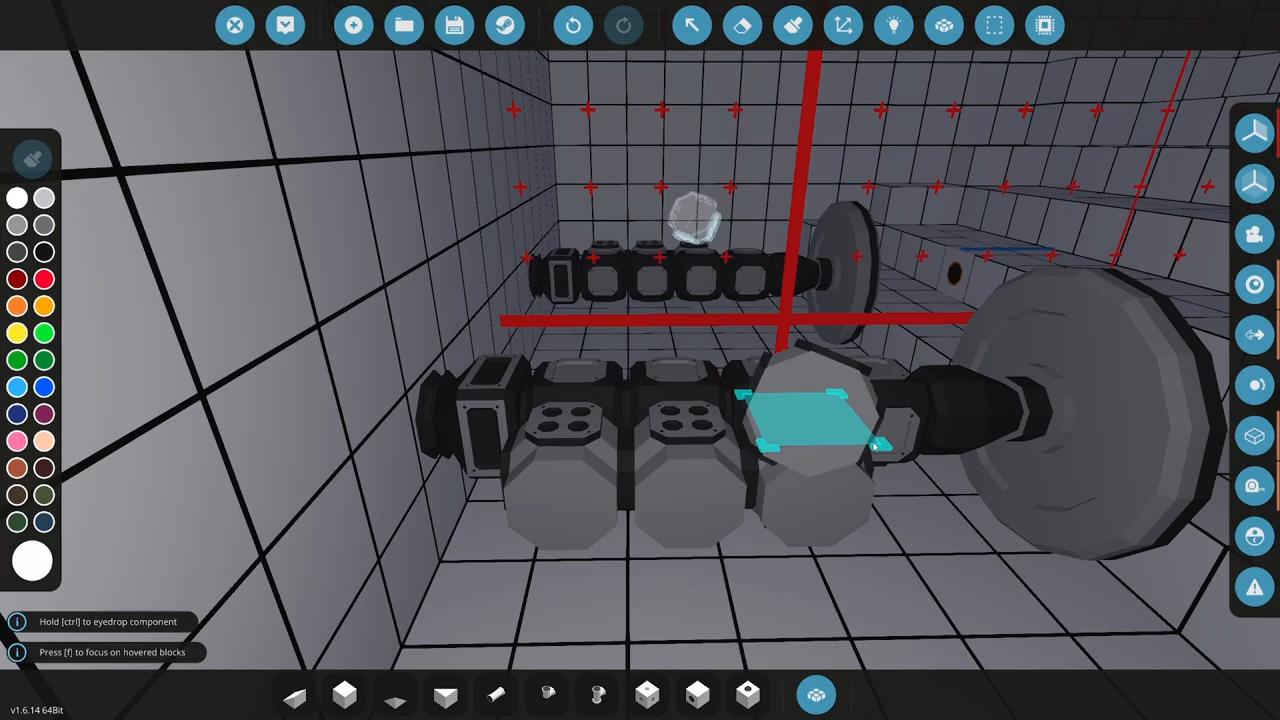 Hold [ctrl] to eyedrop component
Press [f] to focus on hovered blocks
v1.6.14 64Bit